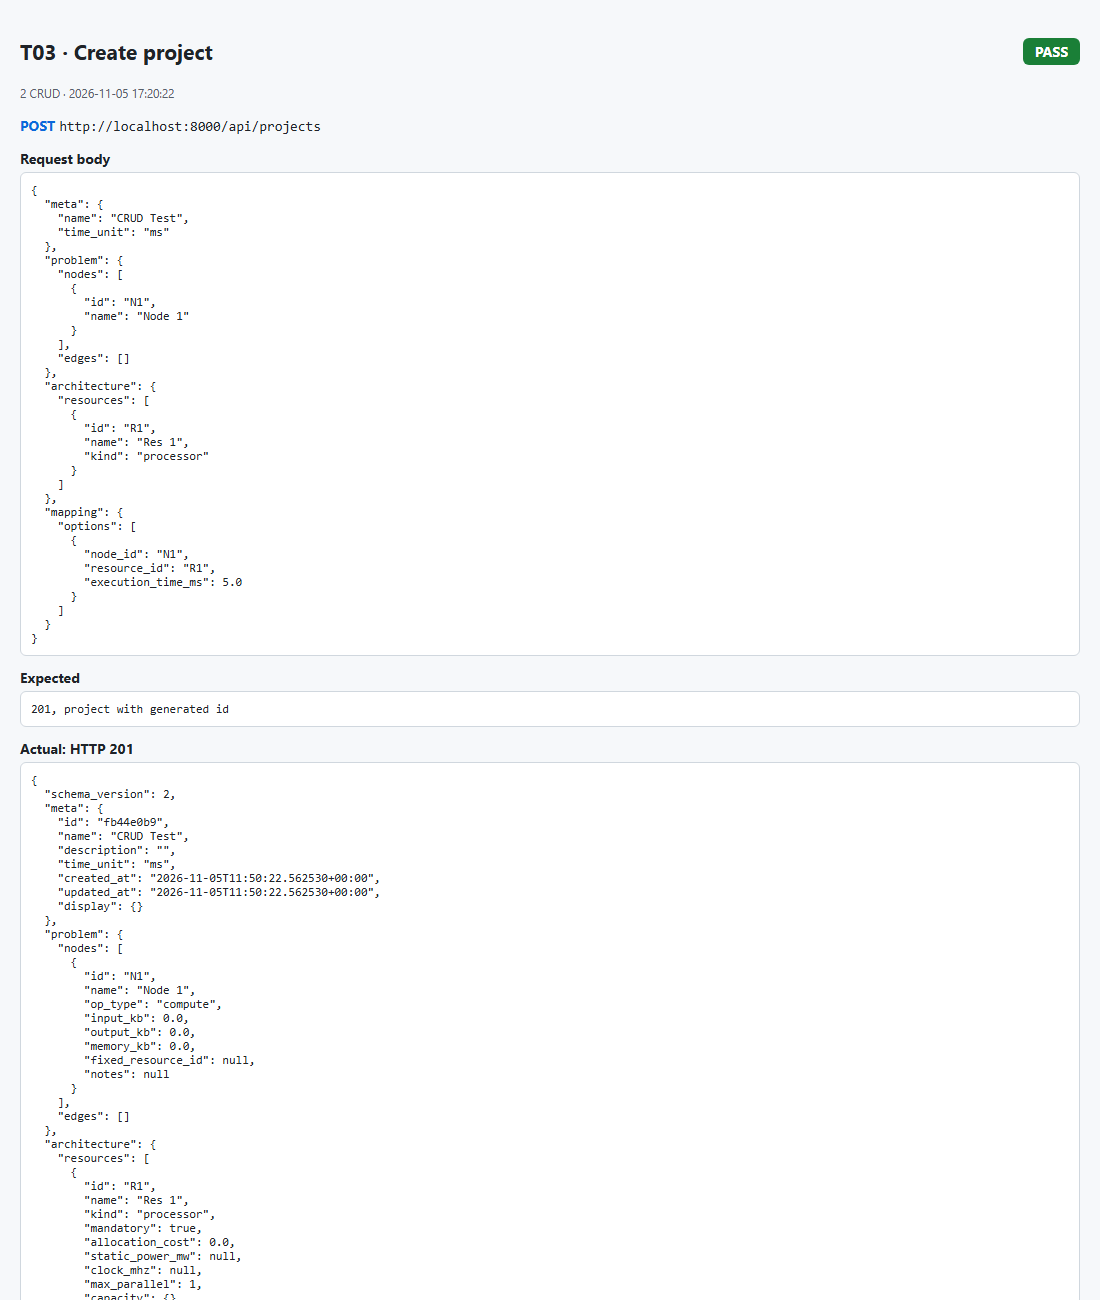 T03 · Create project
PASS
2 CRUD · 2026-11-05 17:20:22
POST http://localhost:8000/api/projects
Request body
{
  "meta": {
    "name": "CRUD Test",
    "time_unit": "ms"
  },
  "problem": {
    "nodes": [
      {
        "id": "N1",
        "name": "Node 1"
      }
    ],
    "edges": []
  },
  "architecture": {
    "resources": [
      {
        "id": "R1",
        "name": "Res 1",
        "kind": "processor"
      }
    ]
  },
  "mapping": {
    "options": [
      {
        "node_id": "N1",
        "resource_id": "R1",
        "execution_time_ms": 5.0
      }
    ]
  }
}
Expected
201, project with generated id
Actual: HTTP 201
{
  "schema_version": 2,
  "meta": {
    "id": "fb44e0b9",
    "name": "CRUD Test",
    "description": "",
    "time_unit": "ms",
    "created_at": "2026-11-05T11:50:22.562530+00:00",
    "updated_at": "2026-11-05T11:50:22.562530+00:00",
    "display": {}
  },
  "problem": {
    "nodes": [
      {
        "id": "N1",
        "name": "Node 1",
        "op_type": "compute",
        "input_kb": 0.0,
        "output_kb": 0.0,
        "memory_kb": 0.0,
        "fixed_resource_id": null,
        "notes": null
      }
    ],
    "edges": []
  },
  "architecture": {
    "resources": [
      {
        "id": "R1",
        "name": "Res 1",
        "kind": "processor",
        "mandatory": true,
        "allocation_cost": 0.0,
        "static_power_mw": null,
        "clock_mhz": null,
        "max_parallel": 1,
        "capacity": {}